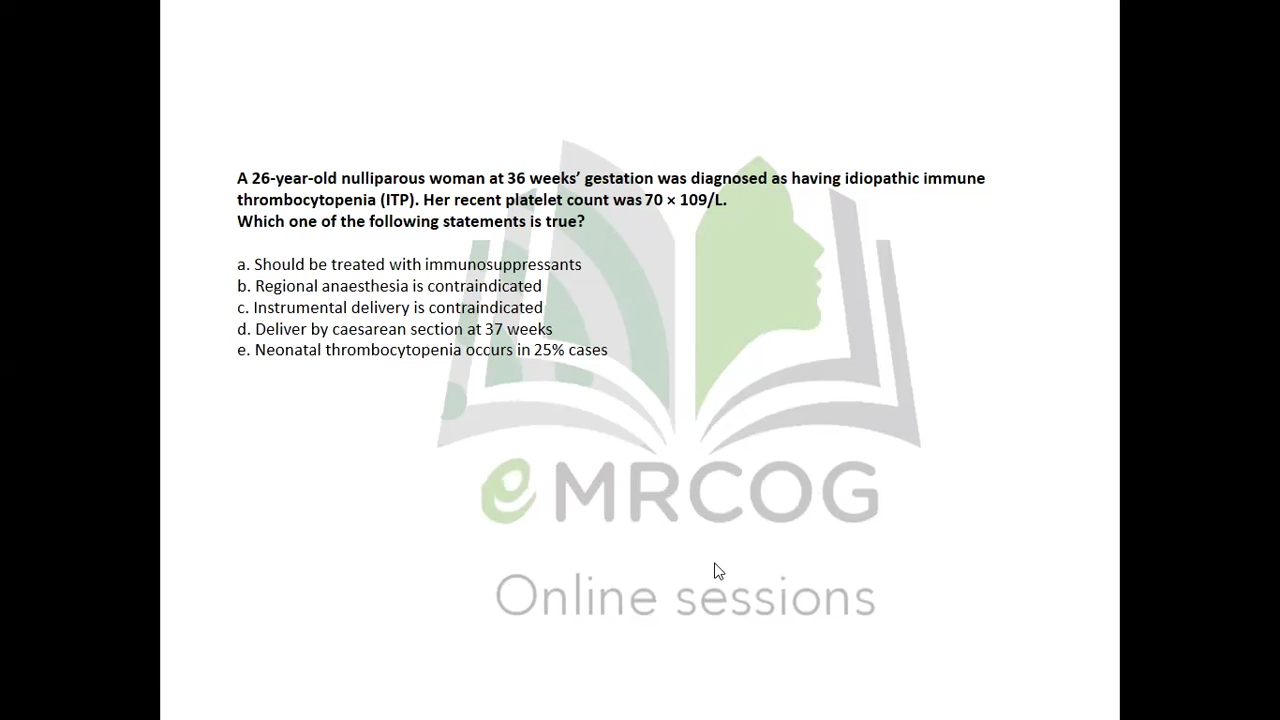 A 26-year-old nulliparous woman at 36 weeks’ gestation was diagnosed as having idiopathic immune
thrombocytopenia (ITP). Her recent platelet count was 70 × 109/L.
Which one of the following statements is true?
a. Should be treated with immunosuppressants
b. Regional anaesthesia is contraindicated
c. Instrumental delivery is contraindicated
d. Deliver by caesarean section at 37 weeks
e. Neonatal thrombocytopenia occurs in 25% cases
eMRCOG
Online sessions